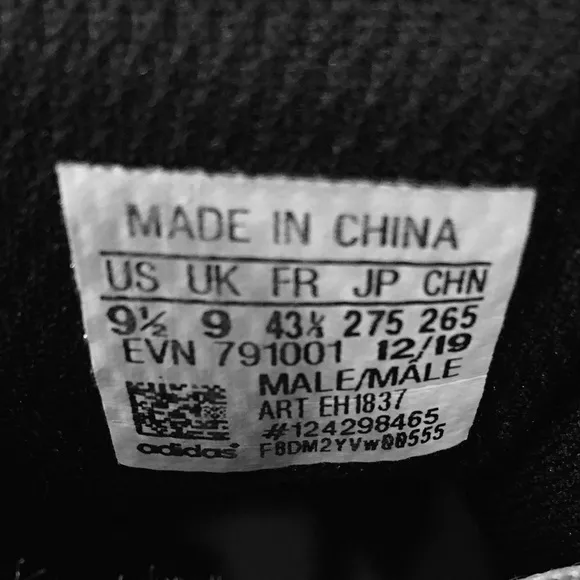 MADE IN CHINA
US UK FR JP CHN
9½ 9 43⅓ 275 265
EVN 791001 12/19
MALE/MÂLE
ART EH1837
#124298465
adidas F8DM2YVw00555